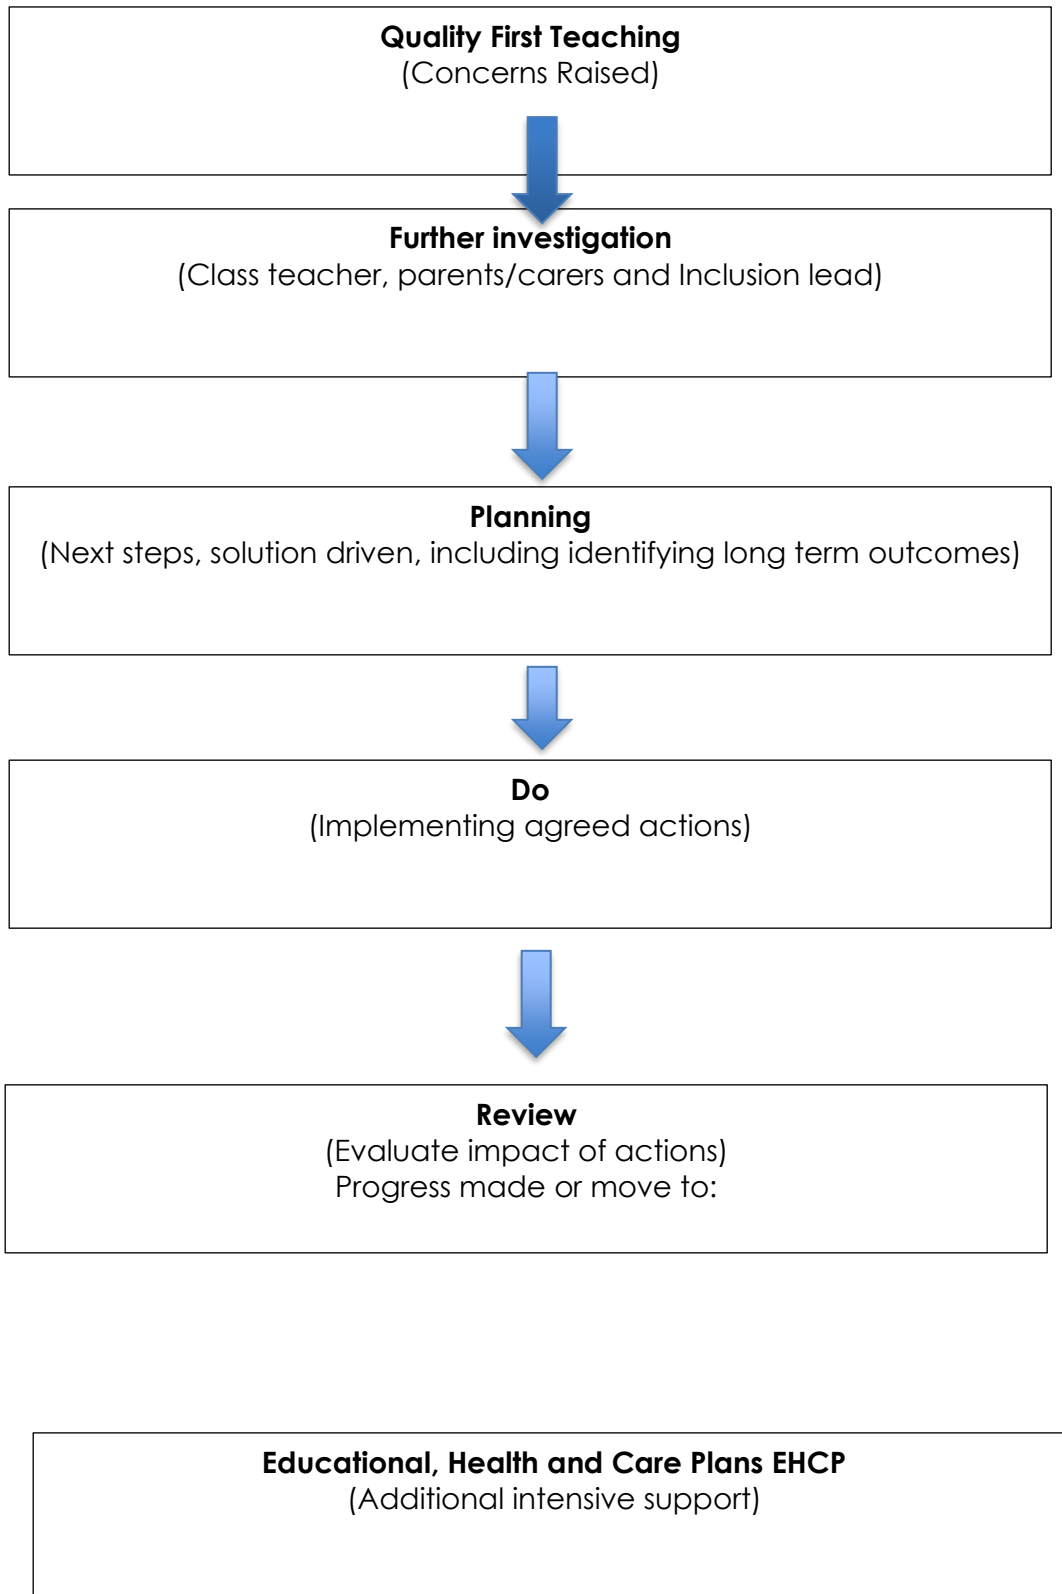 Quality First Teaching
(Concerns Raised)
Further investigation
(Class teacher, parents/carers and Inclusion lead)
Planning
(Next steps, solution driven, including identifying long term outcomes)
Do
(Implementing agreed actions)
Review
(Evaluate impact of actions)
Progress made or move to:
Educational, Health and Care Plans EHCP
(Additional intensive support)